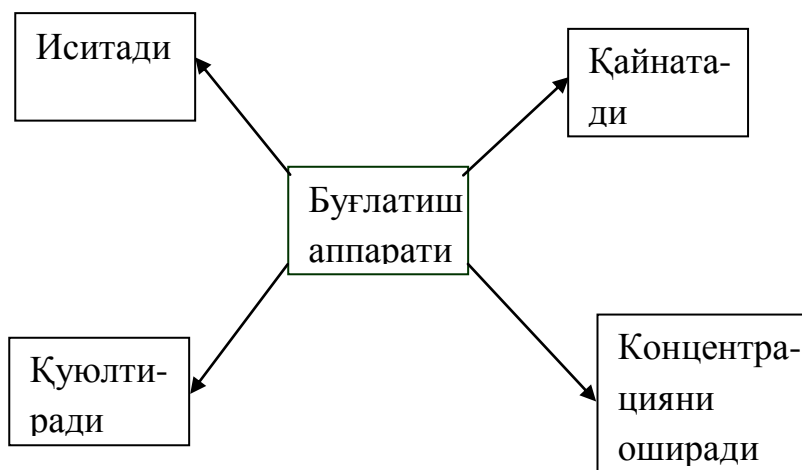 Иситади
Қайната-
ди
Буғлатиш
аппарати
Қуюлти-
ради
Концентра-
цияни
оширади